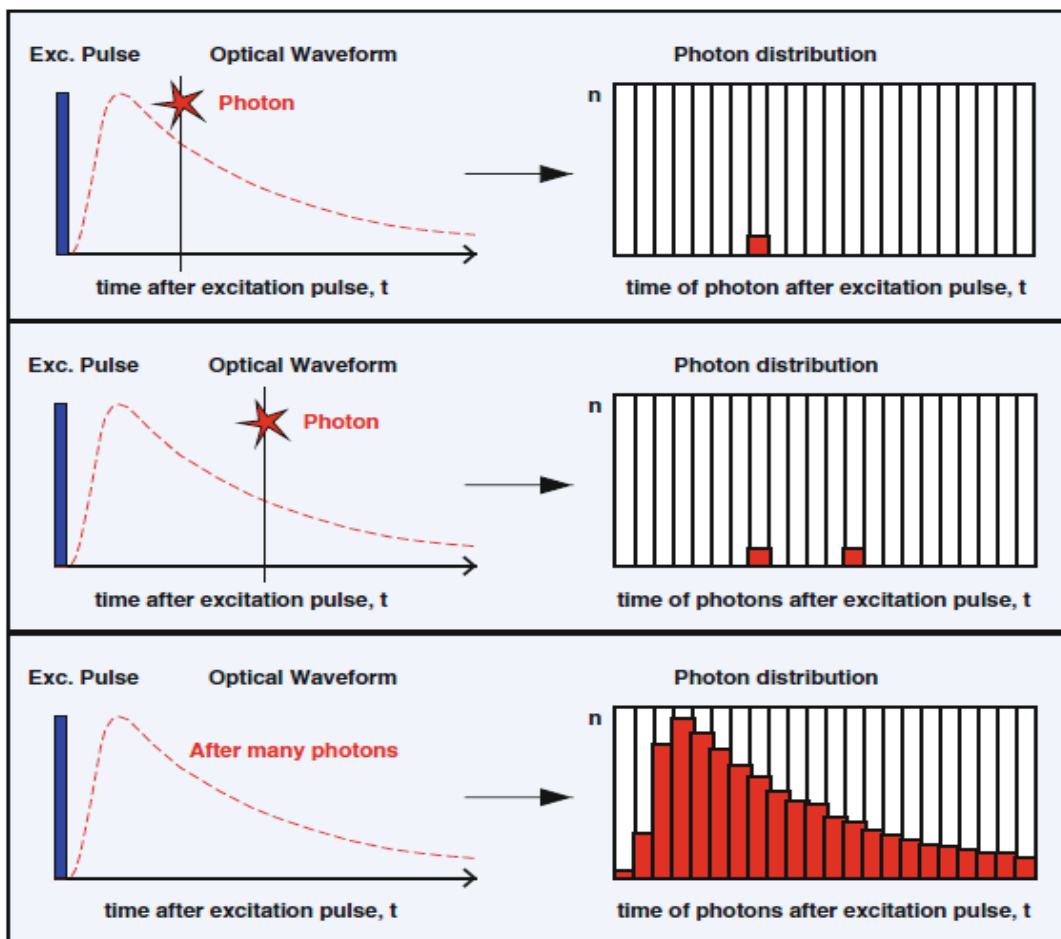 Exc. Pulse Optical Waveform Photon distribution
Photon
n
time after excitation pulse, t time of photon after excitation pulse, t
Exc. Pulse Optical Waveform Photon distribution
Photon
n
time after excitation pulse, t time of photons after excitation pulse, t
Exc. Pulse Optical Waveform Photon distribution
n
After many photons
time after excitation pulse, t time of photons after excitation pulse, t